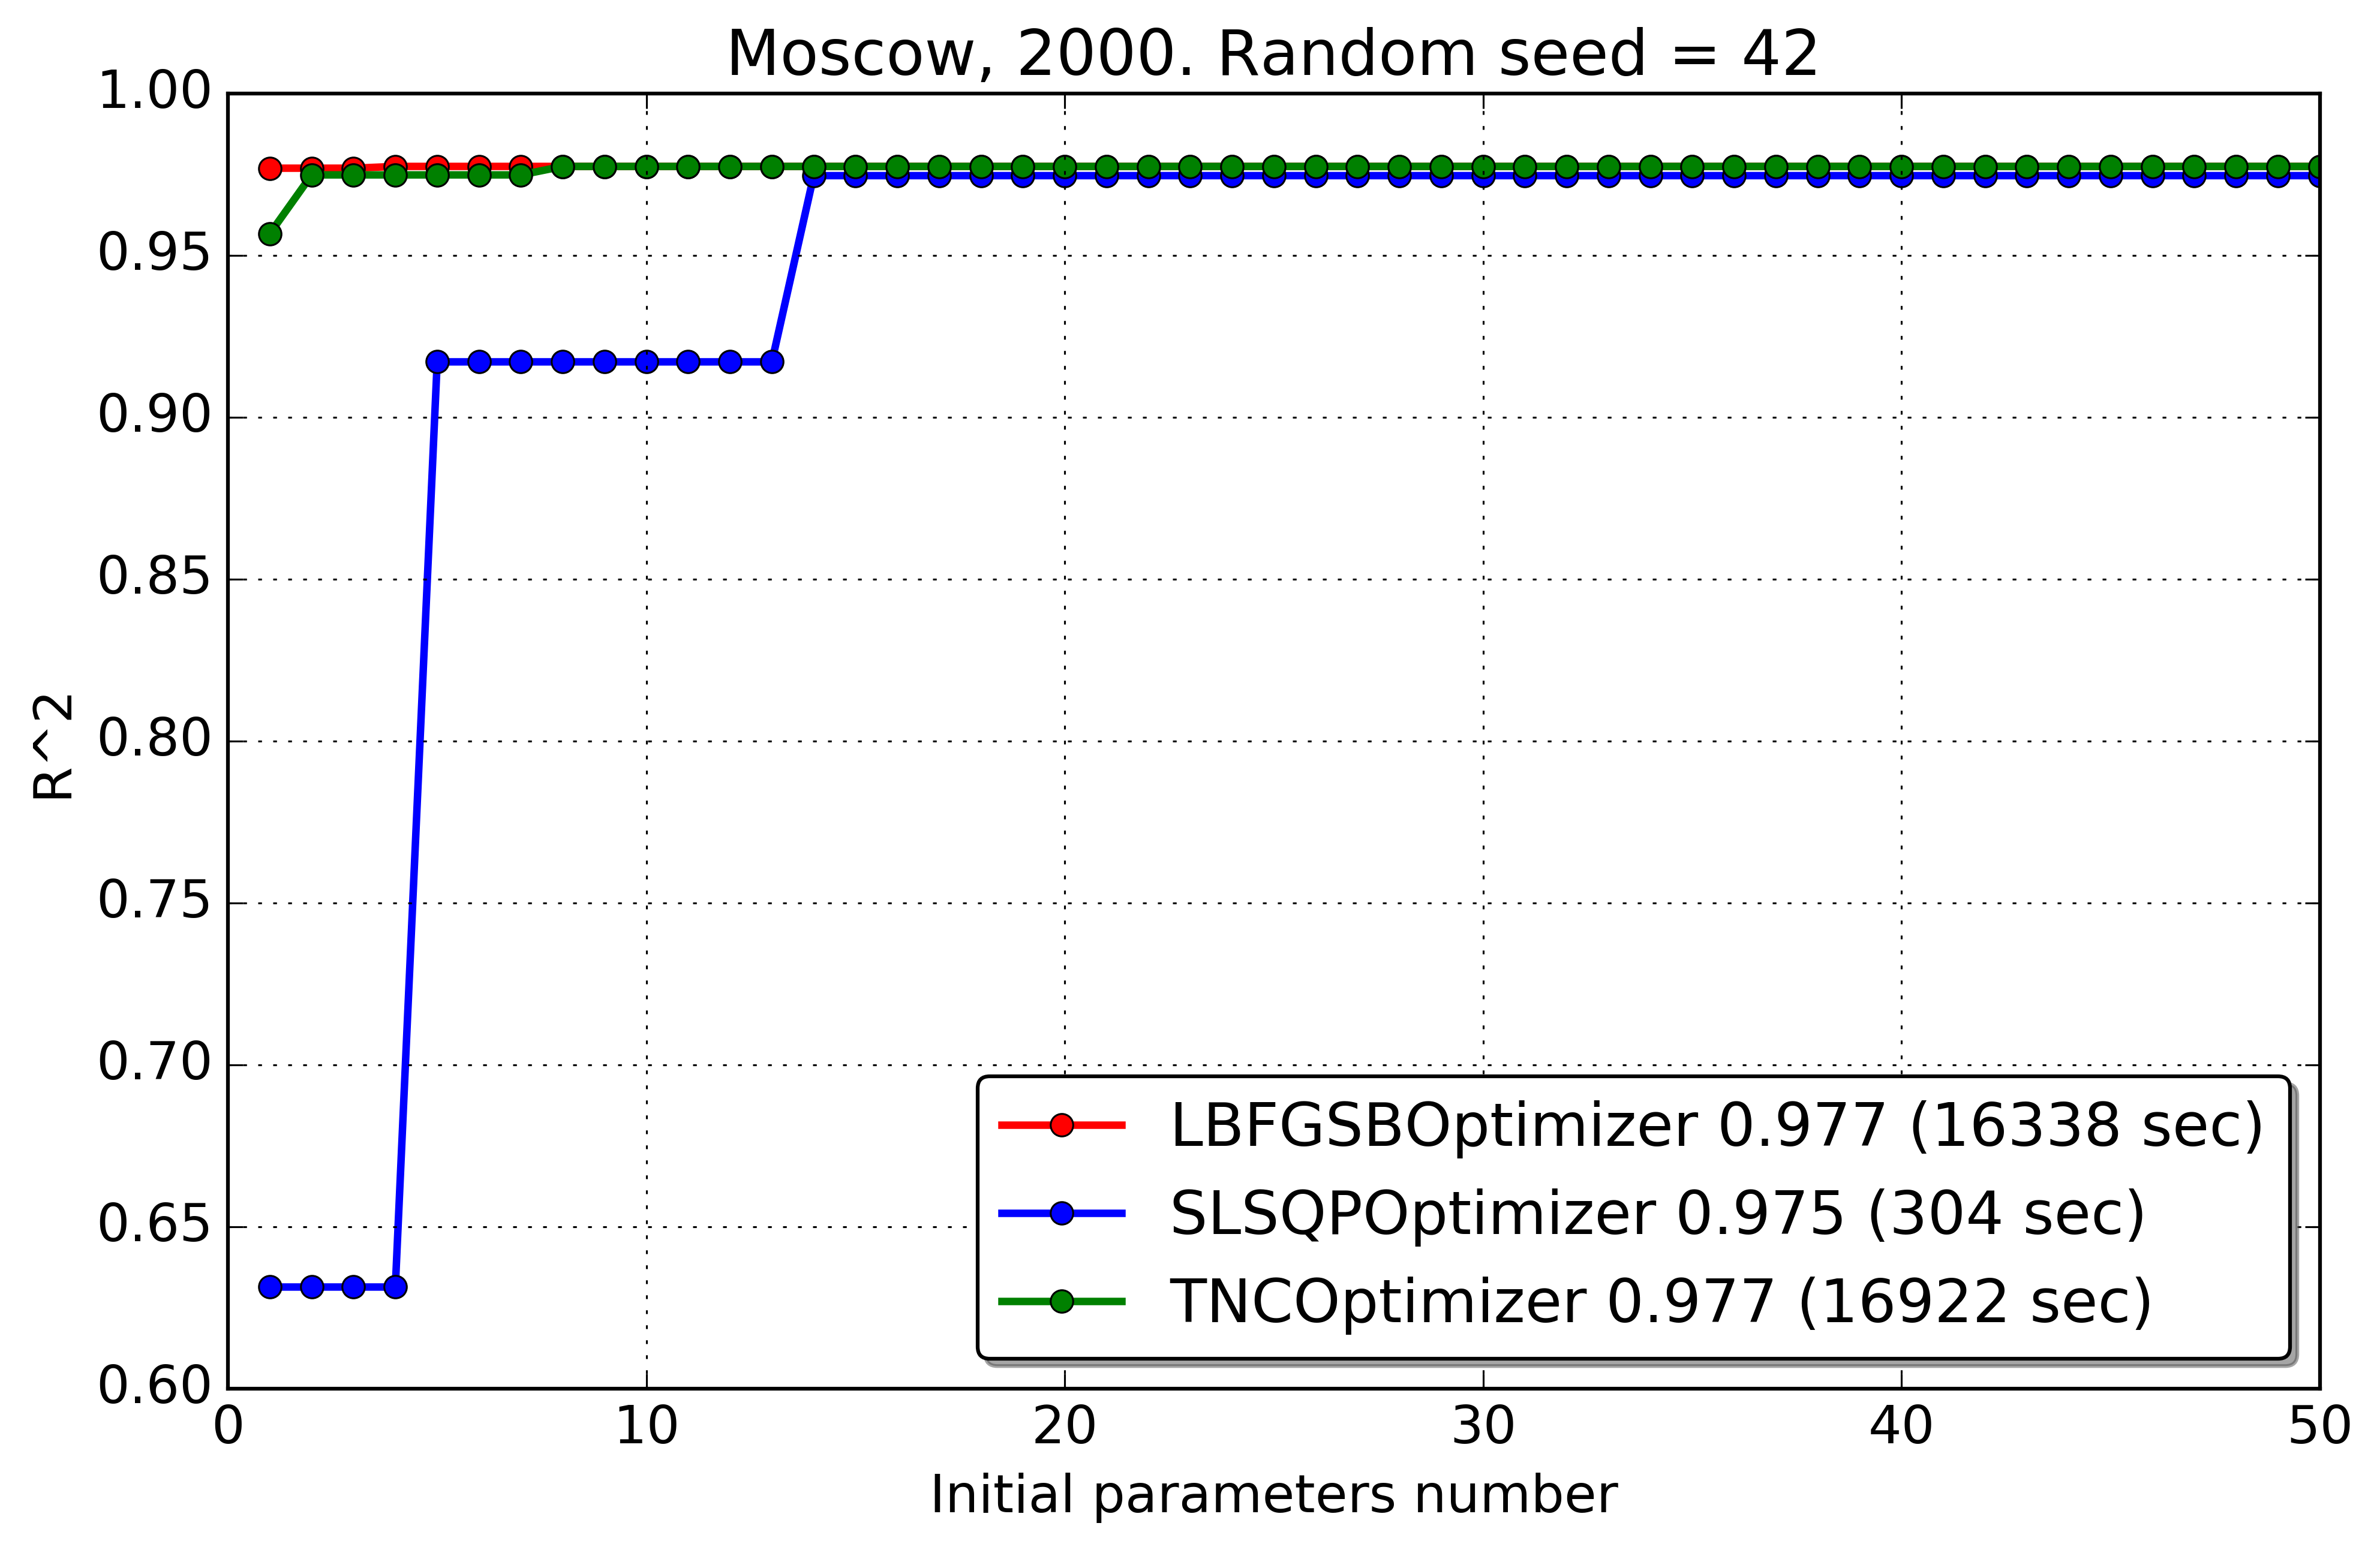 Moscow, 2000. Random seed = 42
1.00
0.95
0.90
0.85
0.80
0.75
0.70
0.65
0.60
R^2
LBFGSBOptimizer 0.977 (16338 sec)
SLSQPOptimizer 0.975 (304 sec)
TNCOptimizer 0.977 (16922 sec)
0 10 20 30 40 50
Initial parameters number